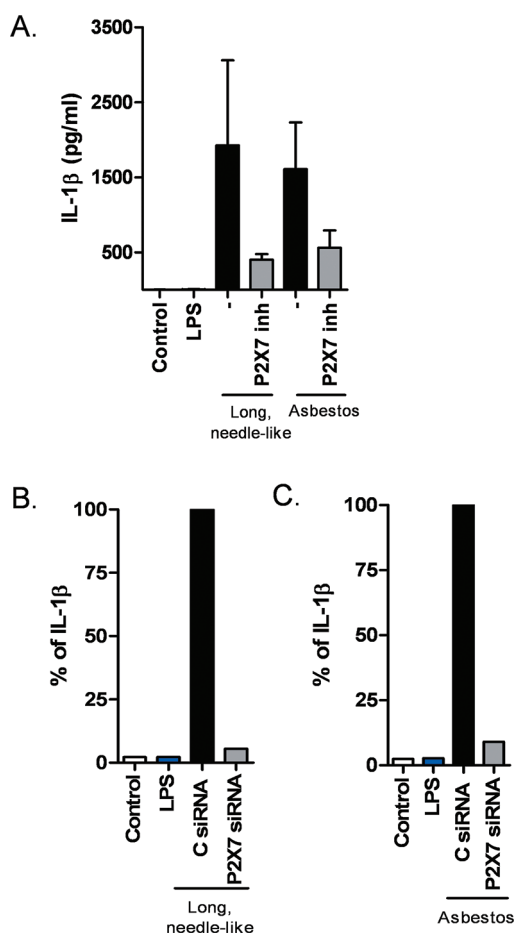 A.
3500
2500
1500
500
IL-1β (pg/ml)
Control
LPS
-
P2X7 inh
-
P2X7 inh
Long,
needle-like
Asbestos
B.
100
75
50
25
0
% of IL-1β
Control
LPS
C siRNA
P2X7 siRNA
Long,
needle-like
C.
100
75
50
25
0
% of IL-1β
Control
LPS
C siRNA
P2X7 siRNA
Asbestos